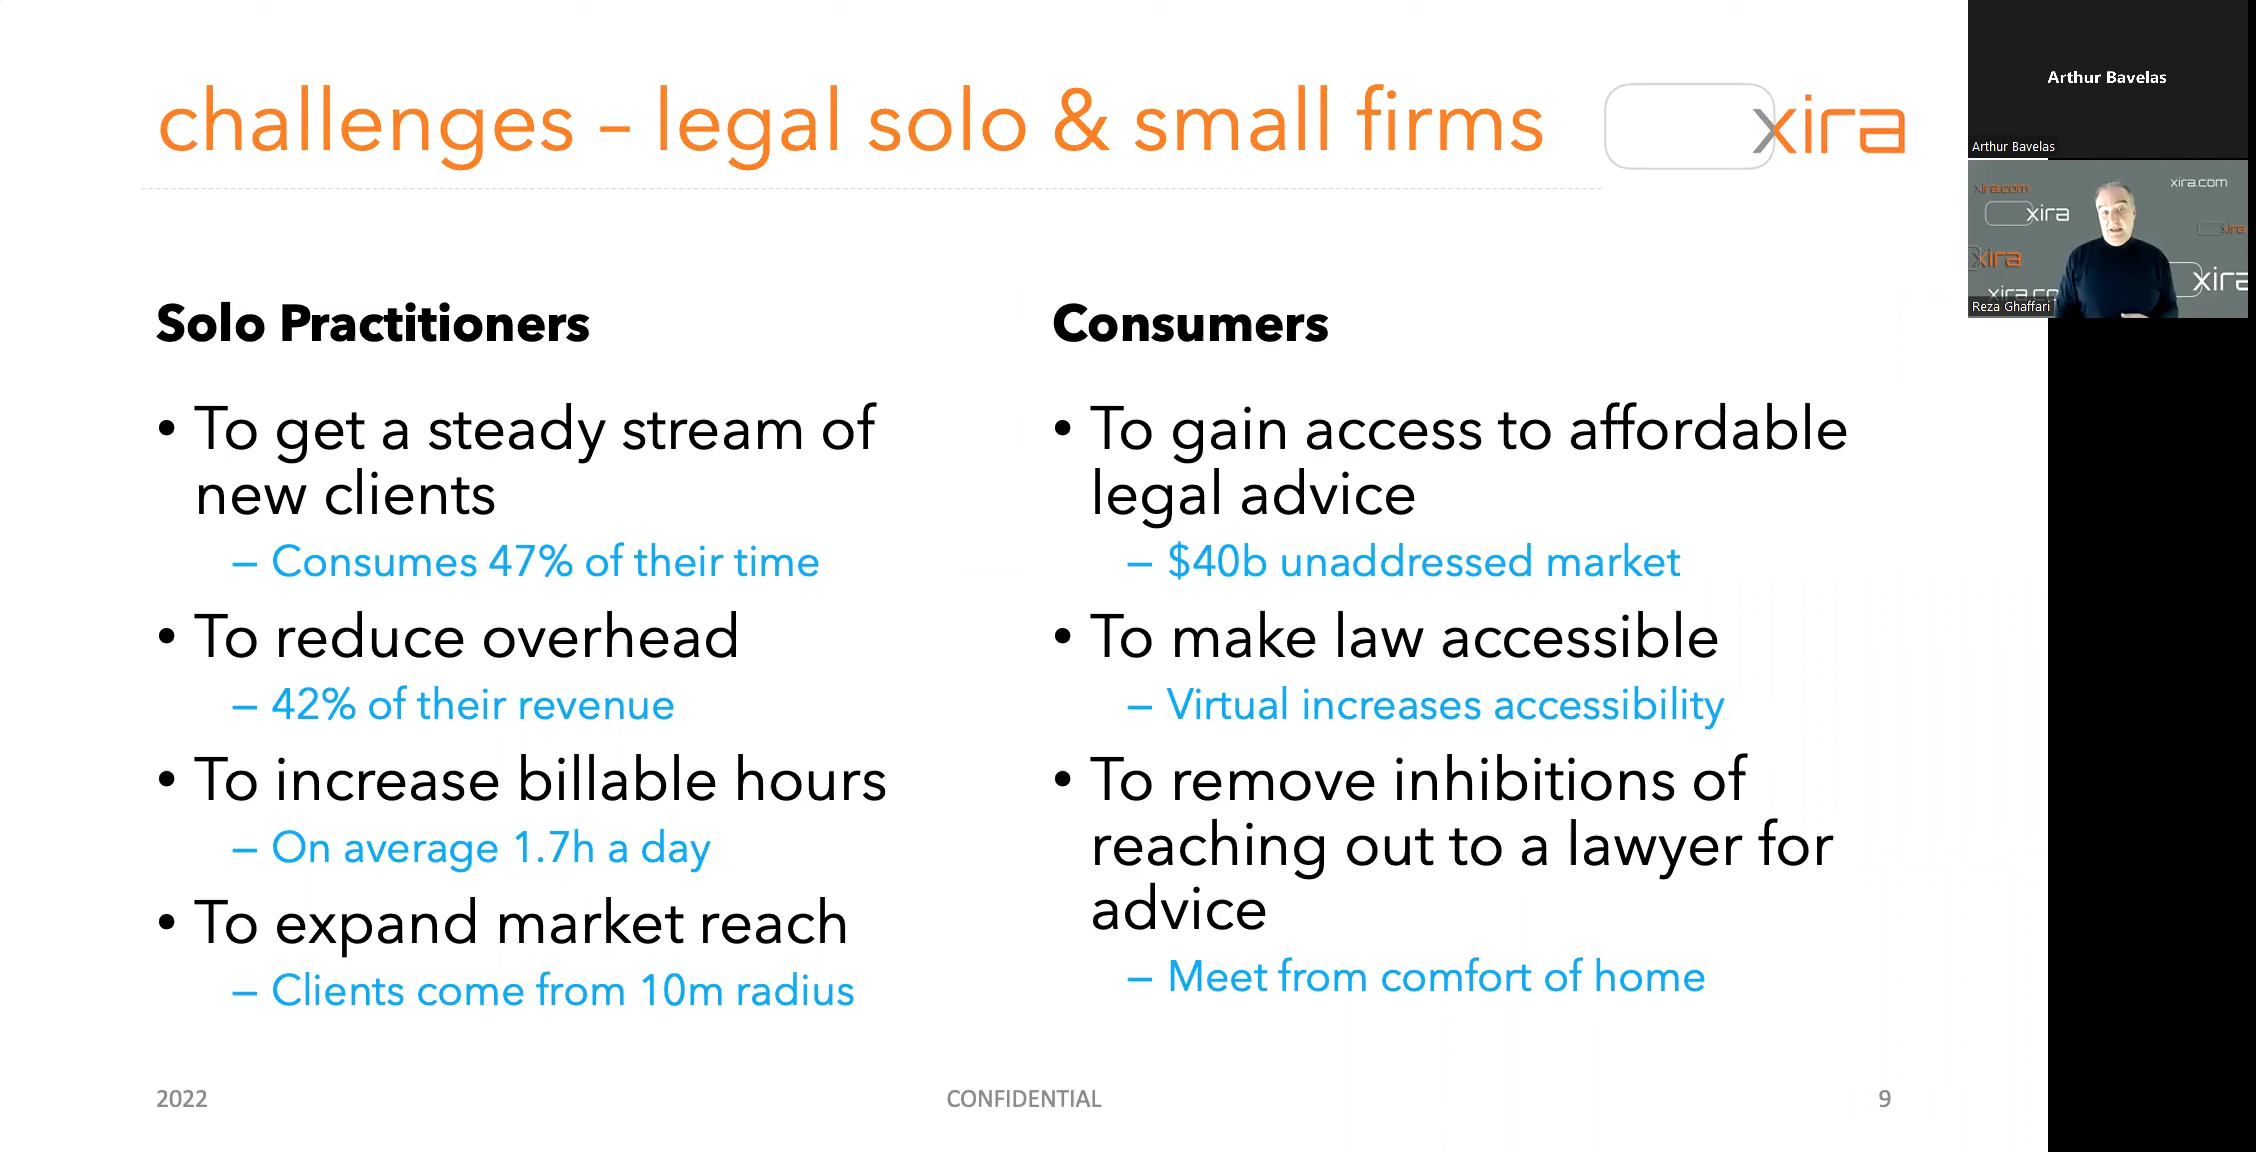 challenges – legal solo & small firms
xira
Solo Practitioners
• To get a steady stream of
new clients
– Consumes 47% of their time
• To reduce overhead
– 42% of their revenue
• To increase billable hours
– On average 1.7h a day
• To expand market reach
– Clients come from 10m radius
Consumers
• To gain access to affordable
legal advice
– $40b unaddressed market
• To make law accessible
– Virtual increases accessibility
• To remove inhibitions of
reaching out to a lawyer for
advice
– Meet from comfort of home
2022
CONFIDENTIAL
9
Arthur Bavelas
Arthur Bavelas
xira.com
xira.com
xira
xira
xira
xira
Reza Ghaffari